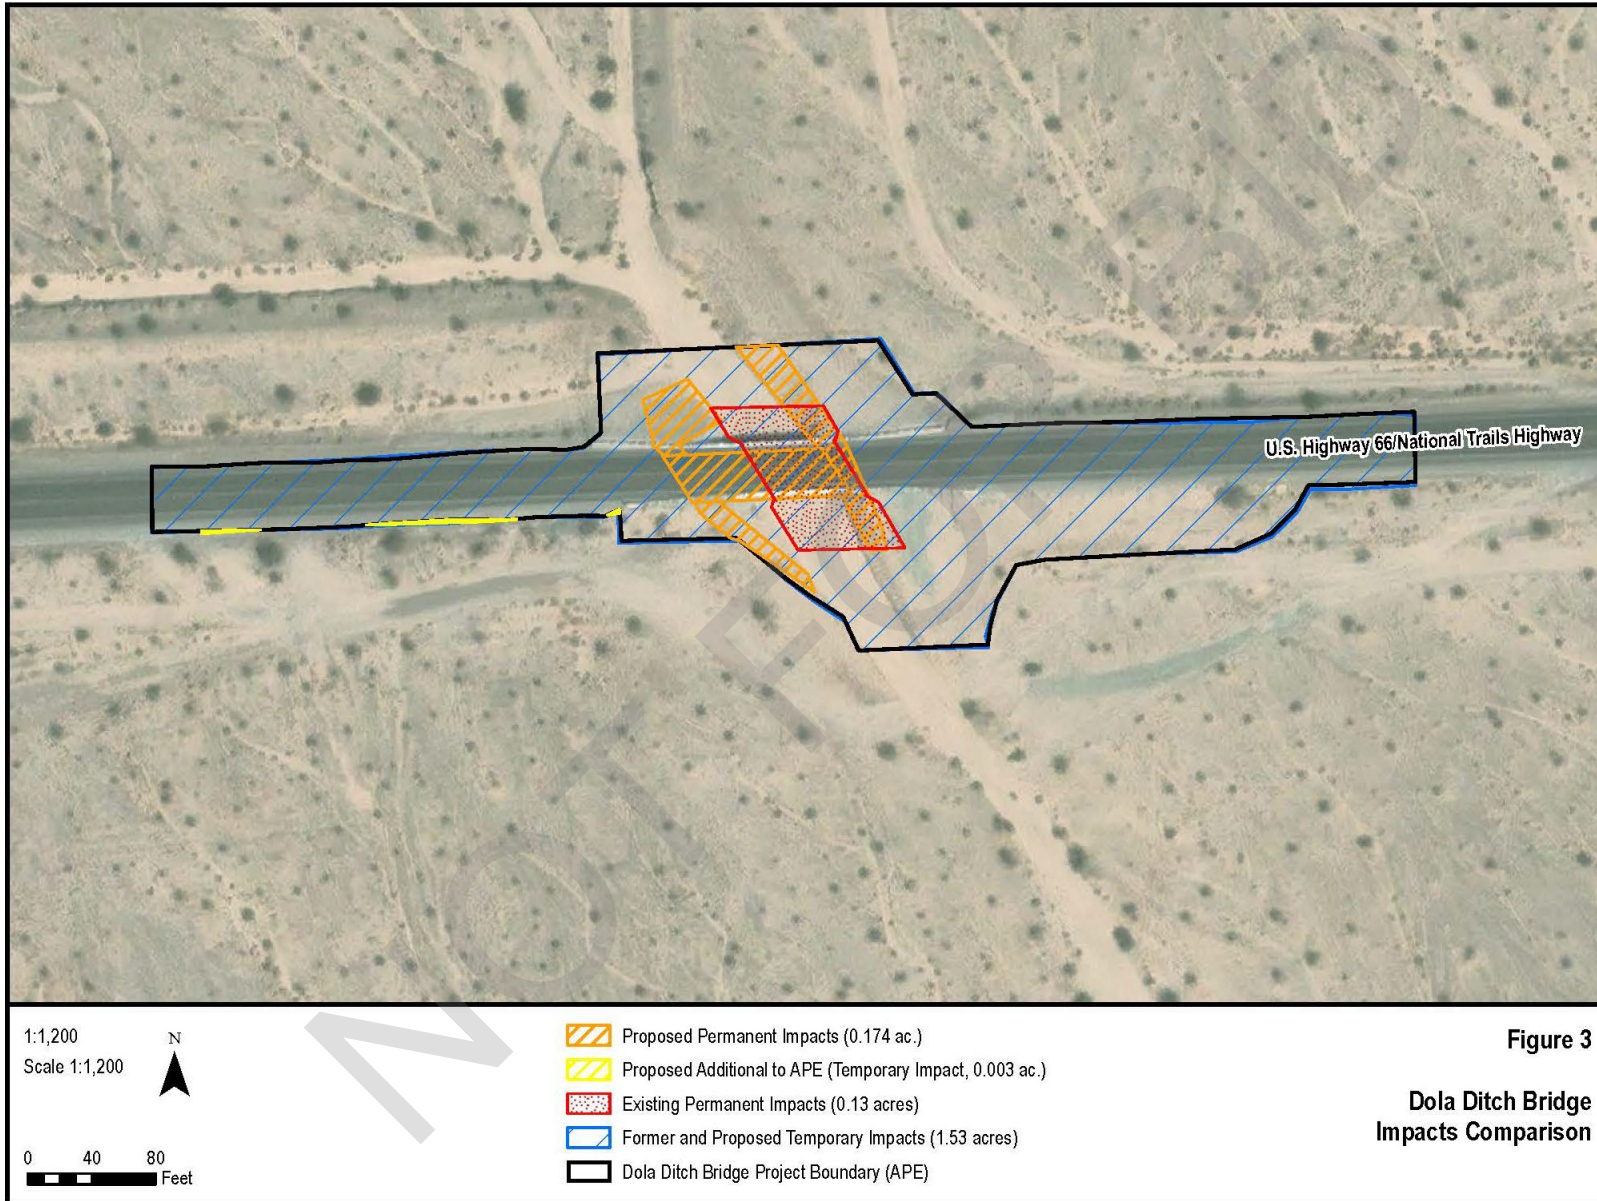 U.S. Highway 66/National Trails Highway
NOT FOR BID
1:1,200
Scale 1:1,200
N
0 40 80
Feet
Proposed Permanent Impacts (0.174 ac.)
Proposed Additional to APE (Temporary Impact, 0.003 ac.)
Existing Permanent Impacts (0.13 acres)
Former and Proposed Temporary Impacts (1.53 acres)
Dola Ditch Bridge Project Boundary (APE)
Figure 3
Dola Ditch Bridge
Impacts Comparison